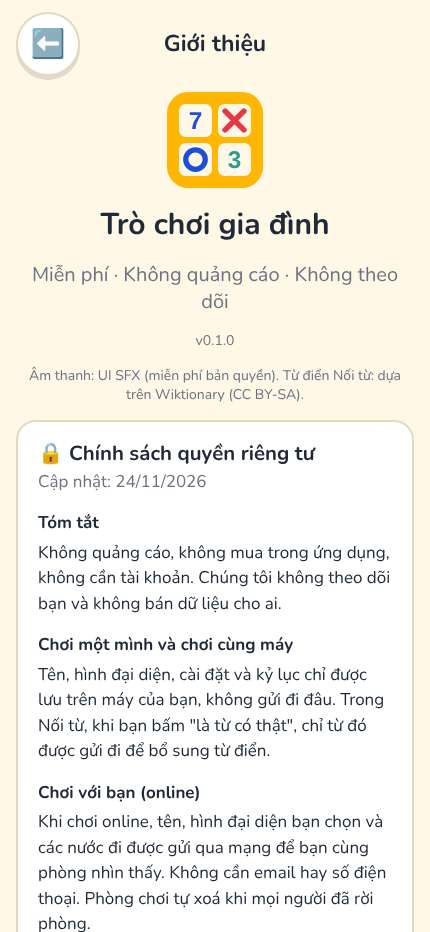 Giới thiệu
7
3
Trò chơi gia đình
Miễn phí · Không quảng cáo · Không theo
dõi
v0.1.0
Âm thanh: UI SFX (miễn phí bản quyền). Từ điển Nối từ: dựa
trên Wiktionary (CC BY-SA).
🔒 Chính sách quyền riêng tư
Cập nhật: 24/11/2026
Tóm tắt
Không quảng cáo, không mua trong ứng dụng,
không cần tài khoản. Chúng tôi không theo dõi
bạn và không bán dữ liệu cho ai.
Chơi một mình và chơi cùng máy
Tên, hình đại diện, cài đặt và kỷ lục chỉ được
lưu trên máy của bạn, không gửi đi đâu. Trong
Nối từ, khi bạn bấm "là từ có thật", chỉ từ đó
được gửi đi để bổ sung từ điển.
Chơi với bạn (online)
Khi chơi online, tên, hình đại diện bạn chọn và
các nước đi được gửi qua mạng để bạn cùng
phòng nhìn thấy. Không cần email hay số điện
thoại. Phòng chơi tự xoá khi mọi người đã rời
phòng.